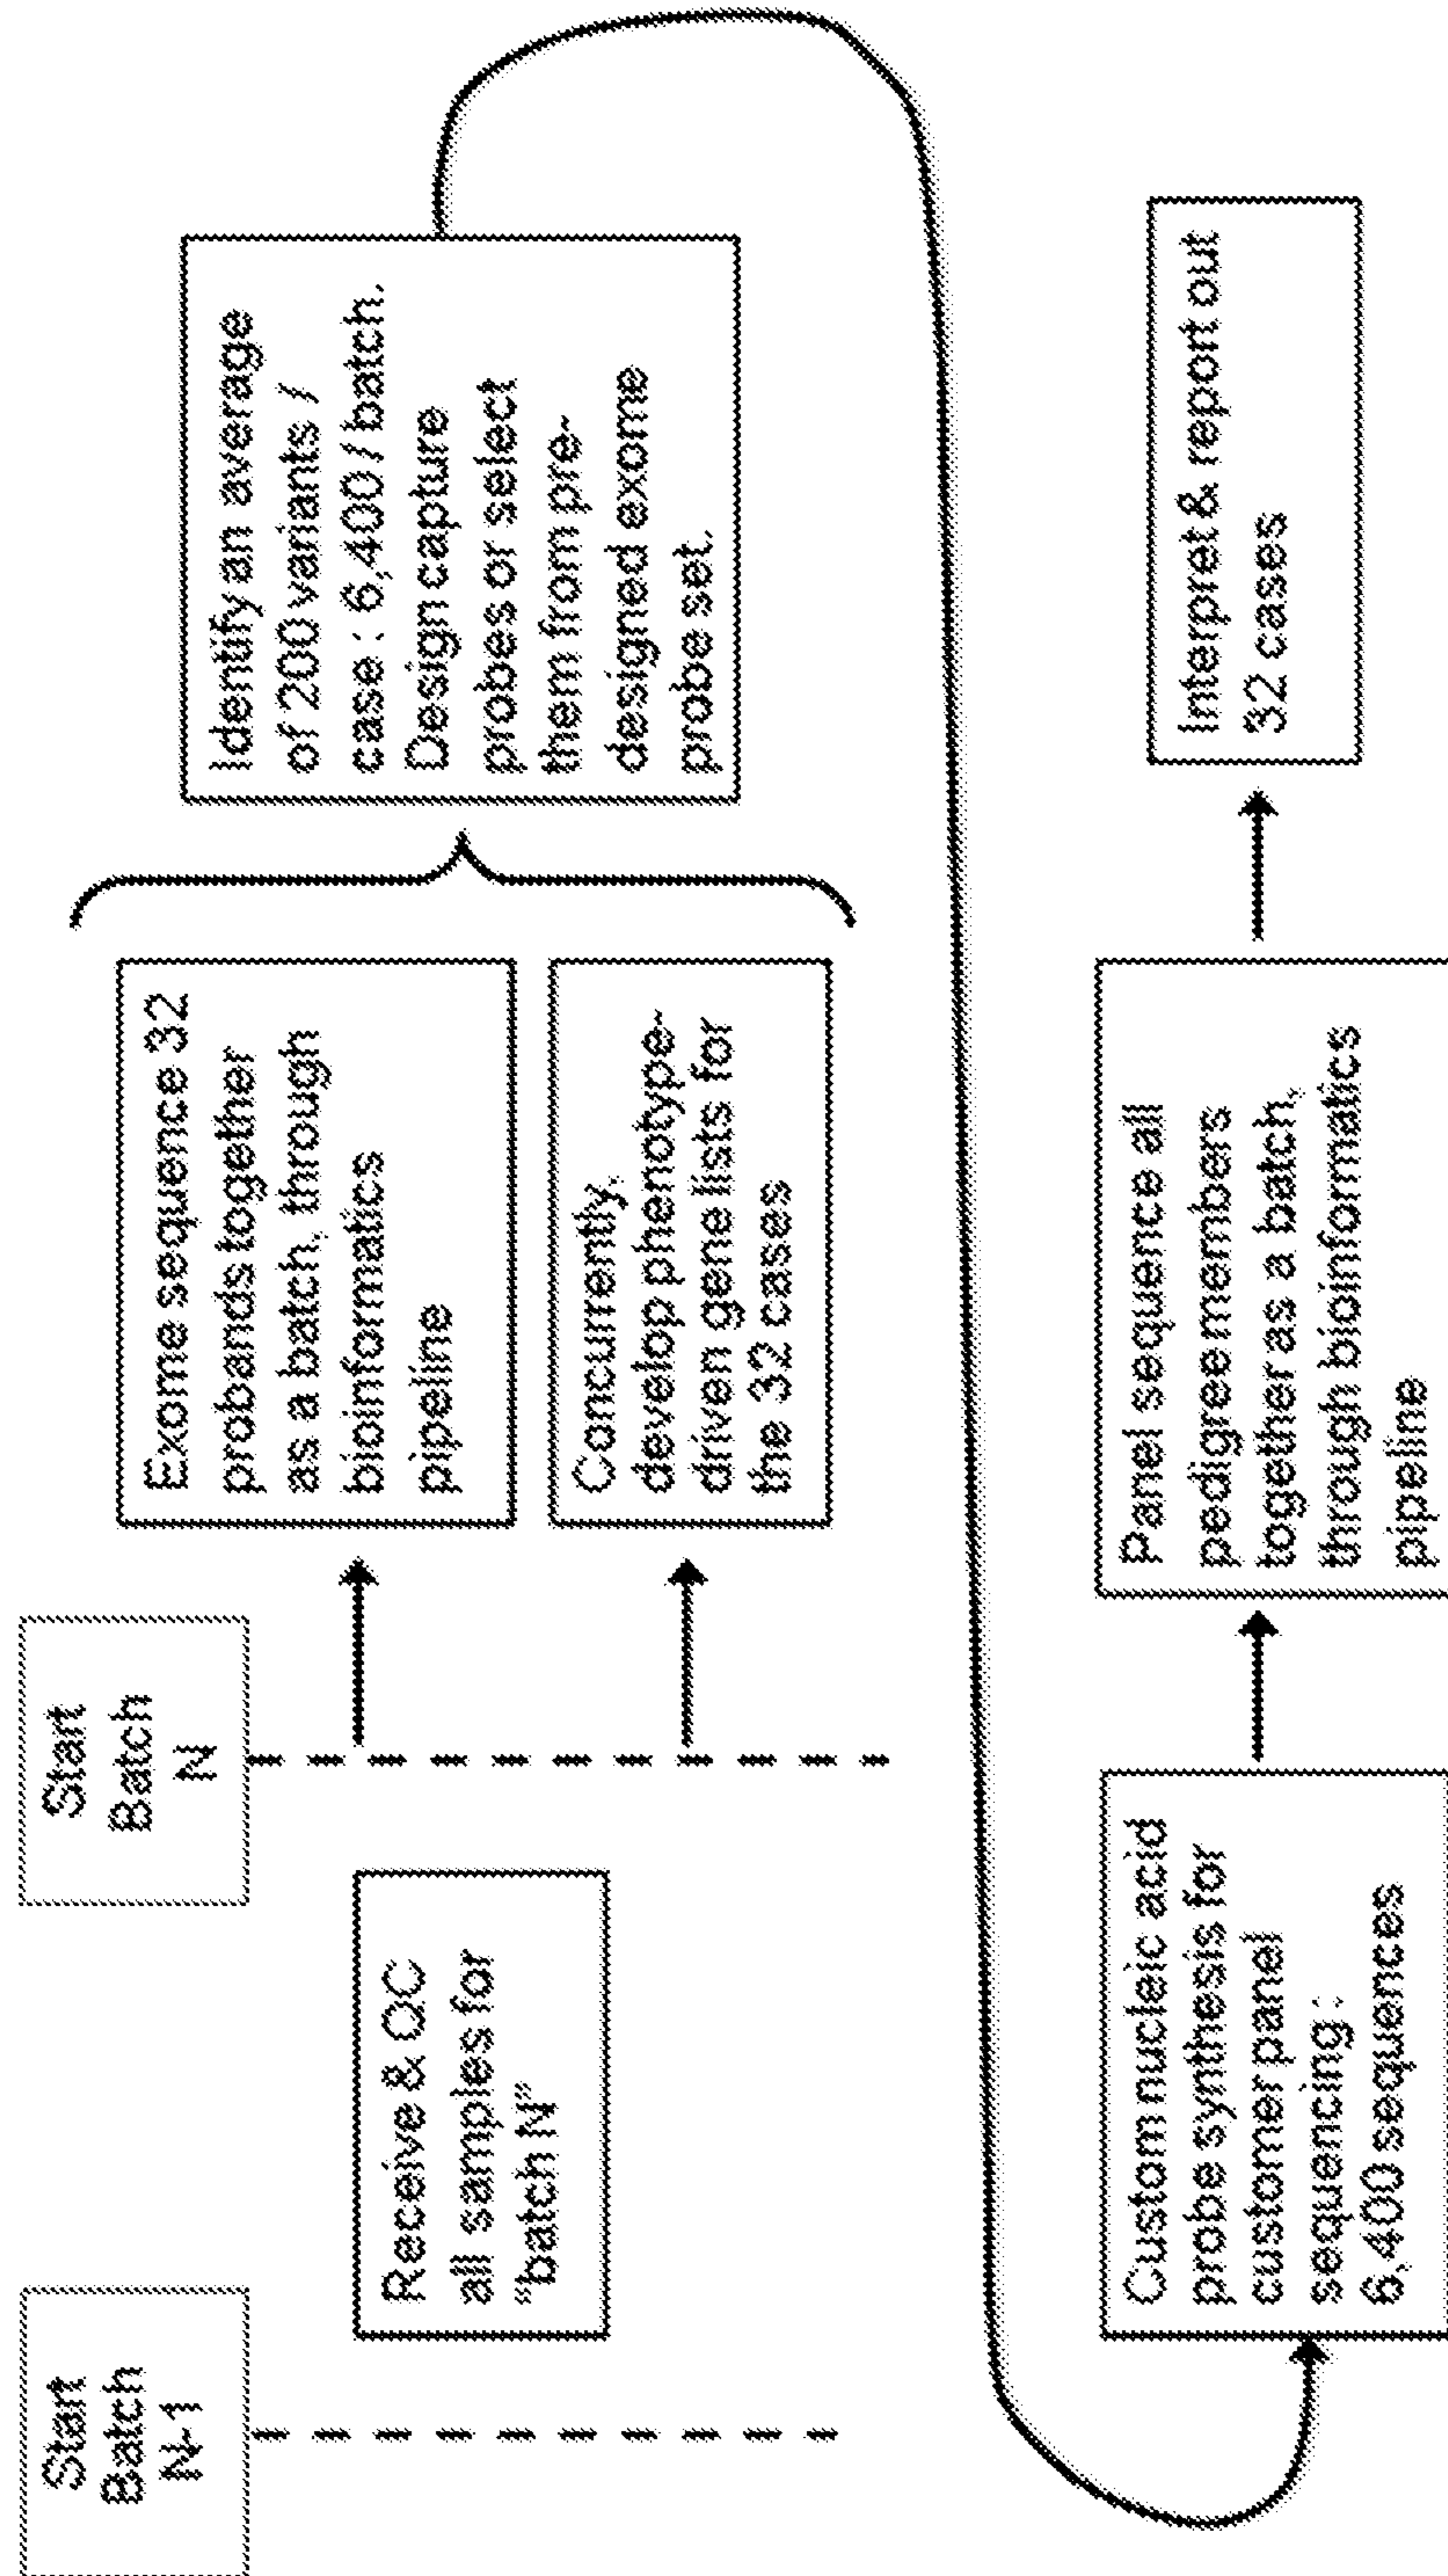 Start
Batch
N-1
Receive & QC
all samples for
"batch N"
Start
Batch
N
Exome sequence 32
probands together
as a batch, through
bioinformatics
pipeline
Concurrently,
develop phenotype-
driven gene lists for
the 32 cases
Identify an average
of 200 variants /
case : 6,400 / batch.
Design capture
probes or select
them from pre-
designed exome
probe set.
Custom nucleic acid
probe synthesis for
customer panel
sequencing :
6,400 sequences
Panel sequence all
pedigree members
together as a batch,
through bioinformatics
pipeline
Interpret & report out
32 cases